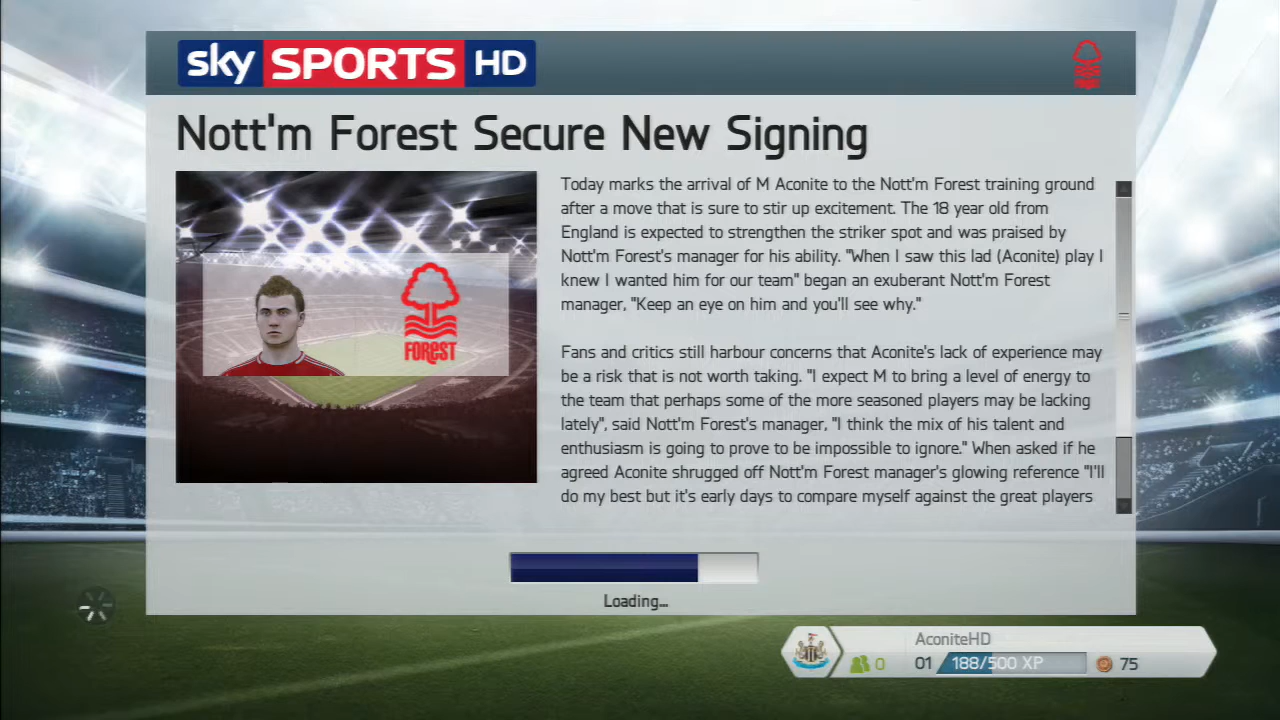 sky SPORTS HD
FOREST
Nott'm Forest Secure New Signing
Today marks the arrival of M Aconite to the Nott'm Forest training ground
after a move that is sure to stir up excitement. The 18 year old from
England is expected to strengthen the striker spot and was praised by
Nott'm Forest's manager for his ability. "When I saw this lad (Aconite) play I
knew I wanted him for our team" began an exuberant Nott'm Forest
manager, "Keep an eye on him and you'll see why."
Fans and critics still harbour concerns that Aconite's lack of experience may
be a risk that is not worth taking. "I expect M to bring a level of energy to
the team that perhaps some of the more seasoned players may be lacking
lately", said Nott'm Forest's manager, "I think the mix of his talent and
enthusiasm is going to prove to be impossible to ignore." When asked if he
agreed Aconite shrugged off Nott'm Forest manager's glowing reference "I'll
do my best but it's early days to compare myself against the great players
FOREST
Loading...
AconiteHD
0 01 188/500 XP 75